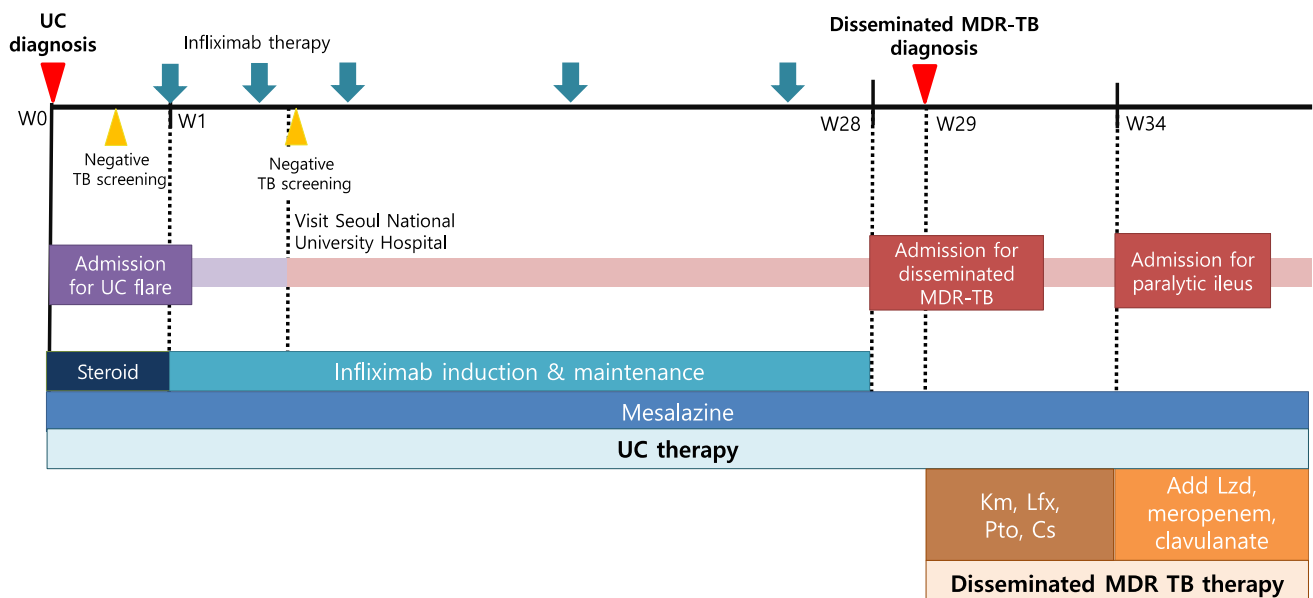 UC
diagnosis
Infliximab therapy
Disseminated MDR-TB
diagnosis
W0
W1
W28
W29
W34
Negative
TB screening
Negative
TB screening
Visit Seoul National
University Hospital
Admission
for UC flare
Admission for
disseminated
MDR-TB
Admission for
paralytic ileus
Steroid
Infliximab induction & maintenance
Mesalazine
UC therapy
Km, Lfx,
Pto, Cs
Add Lzd,
meropenem,
clavulanate
Disseminated MDR TB therapy